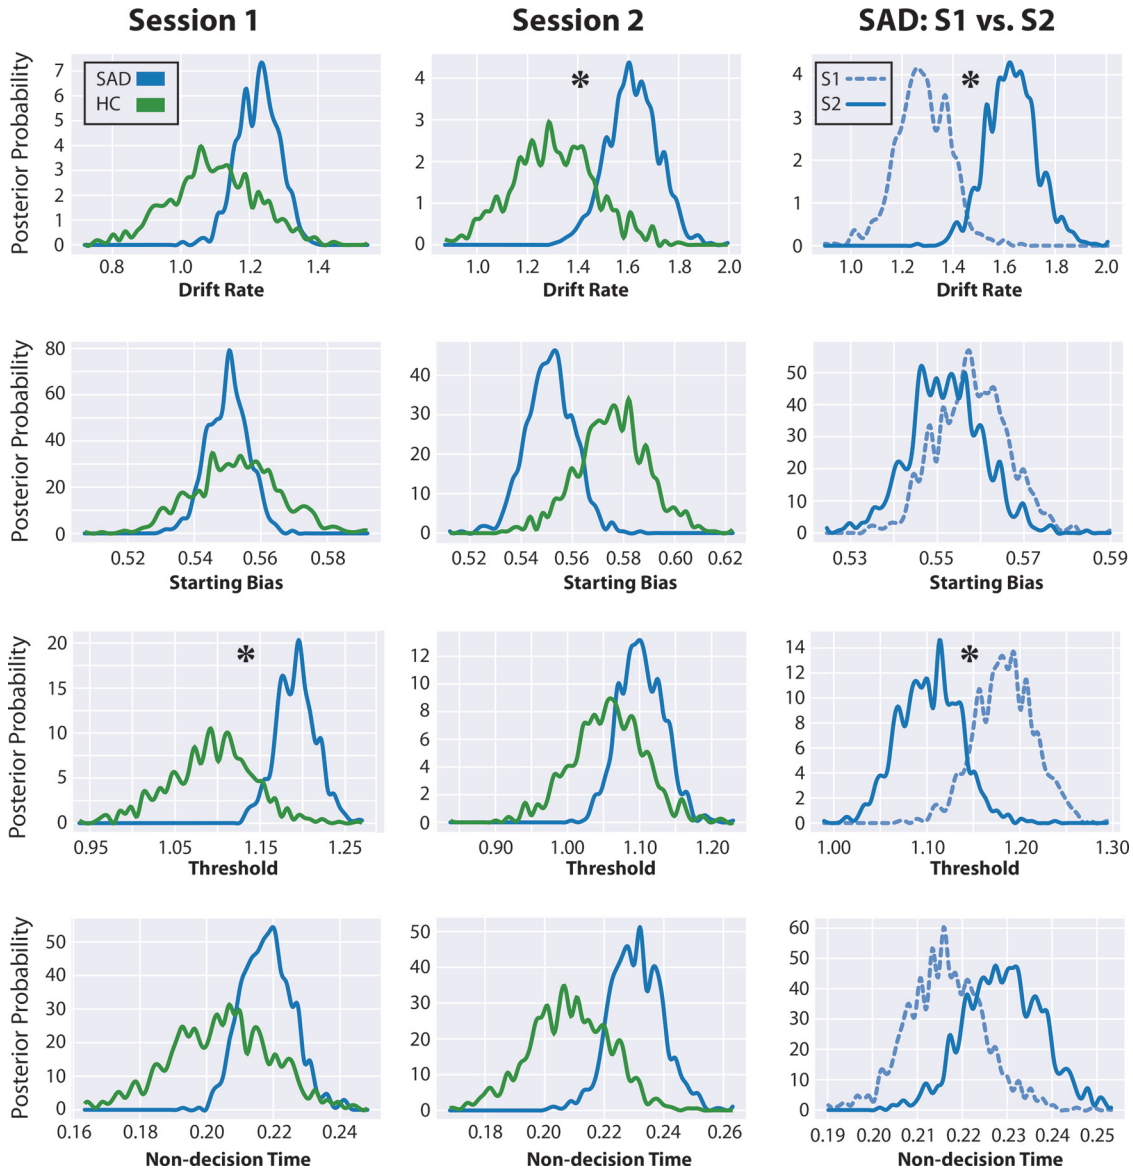 Session 1 Session 2 SAD: S1 vs. S2
Posterior Probability
7
6
5
4
3
2
1
0
SAD
HC
0.8 1.0 1.2 1.4
Drift Rate
4
3
2
1
0
*
1.0 1.2 1.4 1.6 1.8 2.0
Drift Rate
4
3
2
1
0
S1
S2
*
1.0 1.2 1.4 1.6 1.8 2.0
Drift Rate
Posterior Probability
80
60
40
20
0
0.52 0.54 0.56 0.58
Starting Bias
40
30
20
10
0
0.52 0.54 0.56 0.58 0.60 0.62
Starting Bias
50
40
30
20
10
0
0.53 0.55 0.57 0.59
Starting Bias
Posterior Probability
20
15
10
5
0
*
0.95 1.05 1.15 1.25
Threshold
12
10
8
6
4
2
0
0.90 1.00 1.10 1.20
Threshold
14
12
10
8
6
4
2
0
*
1.00 1.10 1.20 1.30
Threshold
Posterior Probability
50
40
30
20
10
0
0.16 0.18 0.20 0.22 0.24
Non-decision Time
50
40
30
20
10
0
0.18 0.20 0.22 0.24 0.26
Non-decision Time
60
50
40
30
20
10
0
0.19 0.20 0.21 0.22 0.23 0.24 0.25
Non-decision Time